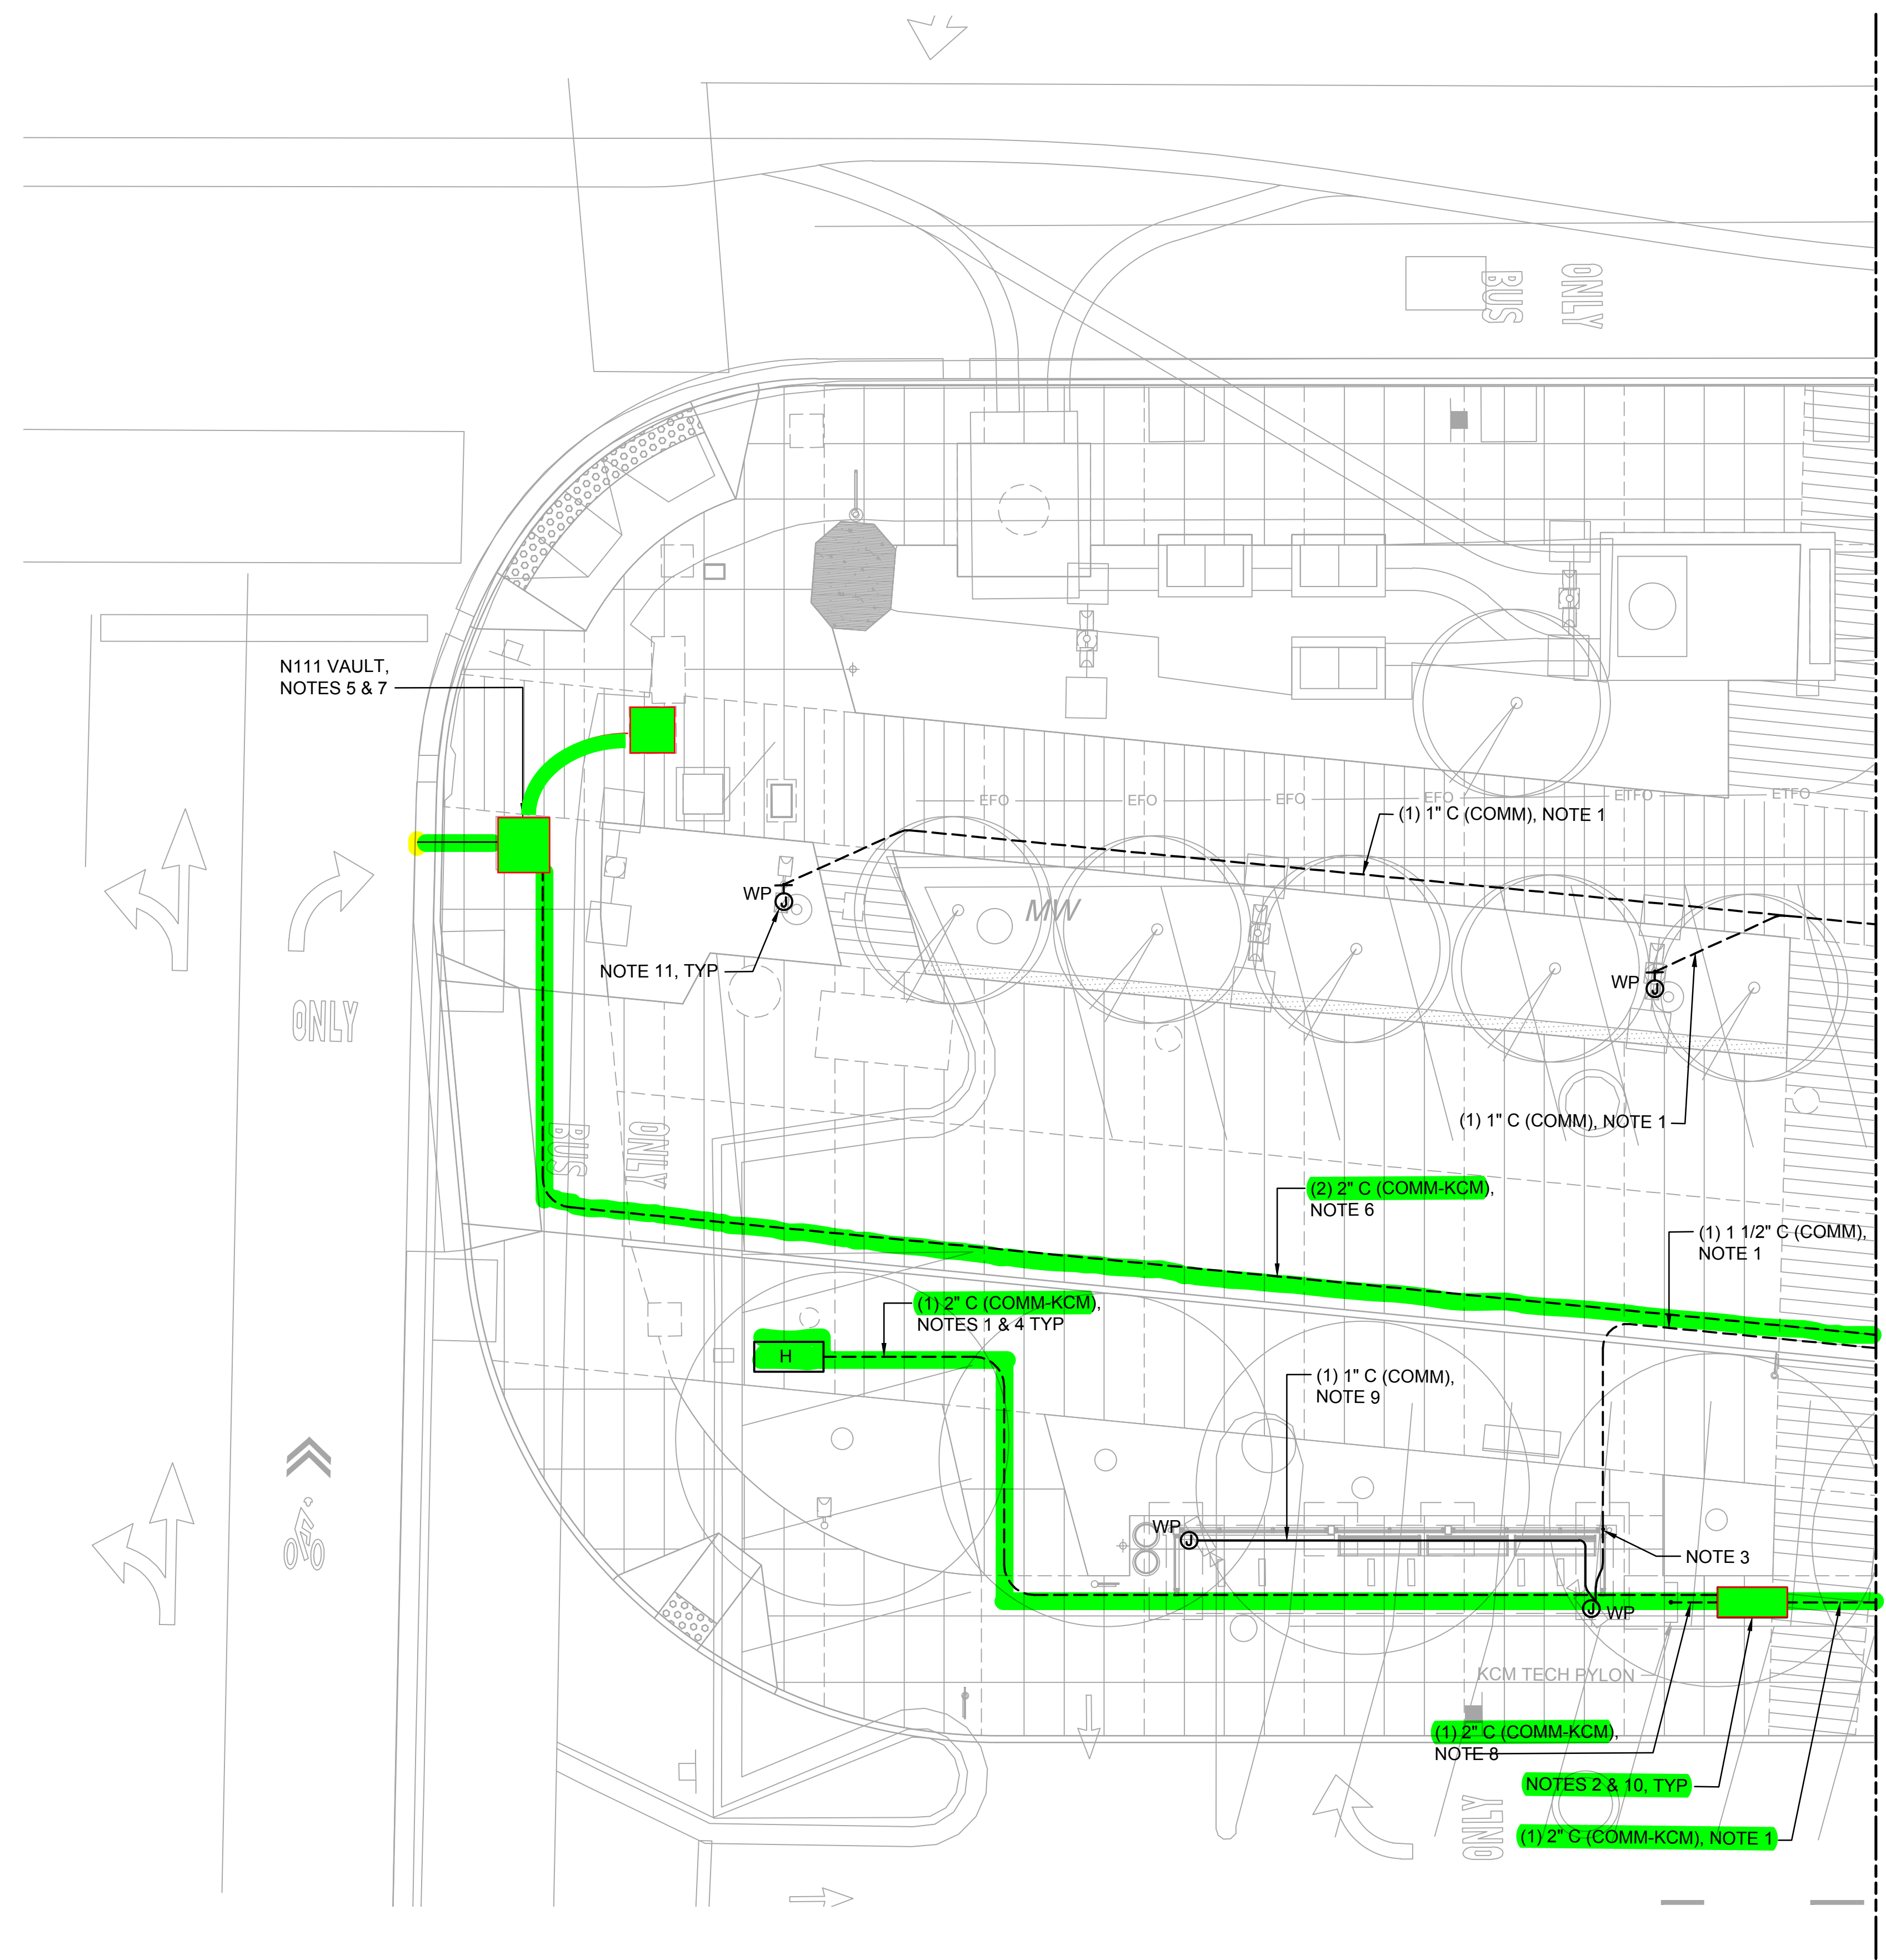 ONLY
BUS
N111 VAULT,
NOTES 5 & 7
EFO
EFO
EFO
EFO
ETFO
ETFO
(1) 1" C (COMM), NOTE 1
WP
J
MW
NOTE 11, TYP
WP
J
ONLY
(1) 1" C (COMM), NOTE 1
BUS
ONLY
(2) 2" C (COMM-KCM),
NOTE 6
(1) 1 1/2" C (COMM),
NOTE 1
(1) 2" C (COMM-KCM),
NOTES 1 & 4 TYP
H
(1) 1" C (COMM),
NOTE 9
WP
J
NOTE 3
J
WP
KCM TECH PYLON
(1) 2" C (COMM-KCM),
NOTE 8
NOTES 2 & 10, TYP
ONLY
(1) 2" C (COMM-KCM), NOTE 1